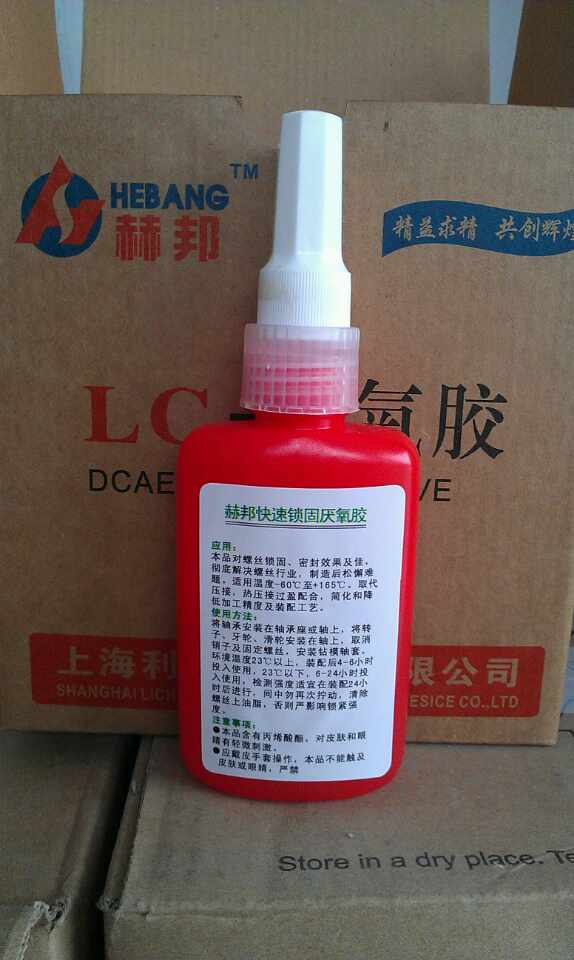 HEBANG
TM
赫邦
精益求精 共创辉煌
LC
氧胶
DCAE
VE
赫邦快速锁固厌氧胶
应用：
本品对螺丝锁固、密封效果及佳，
彻底解决螺丝行业，制造后松懈难
题。适用温度-60℃至+165℃。取代
压接，热压接过盈配合，简化和降
低加工精度及装配工艺。
使用方法：
将轴承安装在轴承座或轴上，将转
子、牙轮、滑轮安装在轴上、取消
销子及固定螺丝，安装钻模轴套。
环境温度23℃以上，装配后4-6小时
投入使用，23℃以下，6-24小时投
入使用，检测强度适宜在装配24小
时后进行，间中勿再次拧动，清除
螺丝上油脂，否则严影响锁紧强
度。
注意事项：
●本品含有丙烯酸酯、对皮肤和眼
睛有轻微刺激。
●应戴皮手套操作，本品不能触及
皮肤或眼睛，严禁
上海利
限公司
SHANGHAI LICH
ESICE CO.,LTD
Store in a dry place. Te